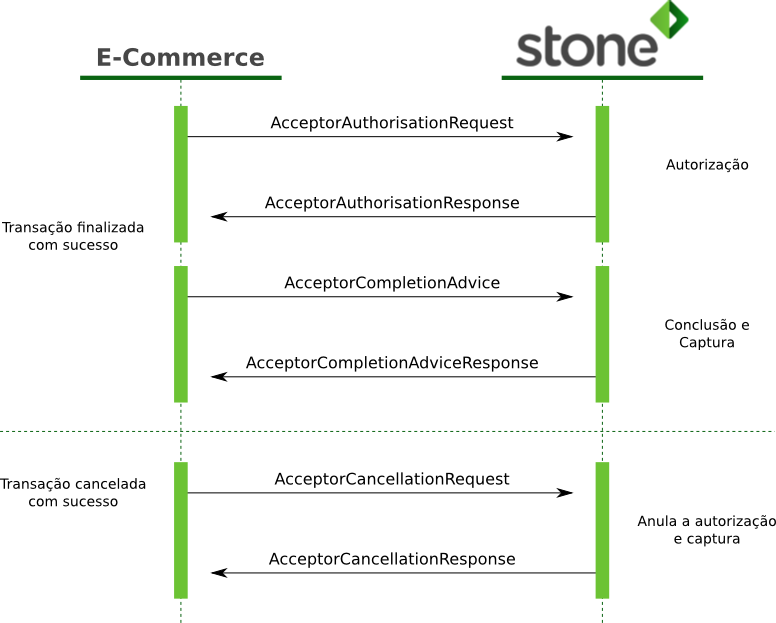 E-Commerce
stone
AcceptorAuthorisationRequest
Autorização
AcceptorAuthorisationResponse
Transação finalizada
com sucesso
AcceptorCompletionAdvice
Conclusão e
Captura
AcceptorCompletionAdviceResponse
Transação cancelada
com sucesso
AcceptorCancellationRequest
Anula a autorização
e captura
AcceptorCancellationResponse